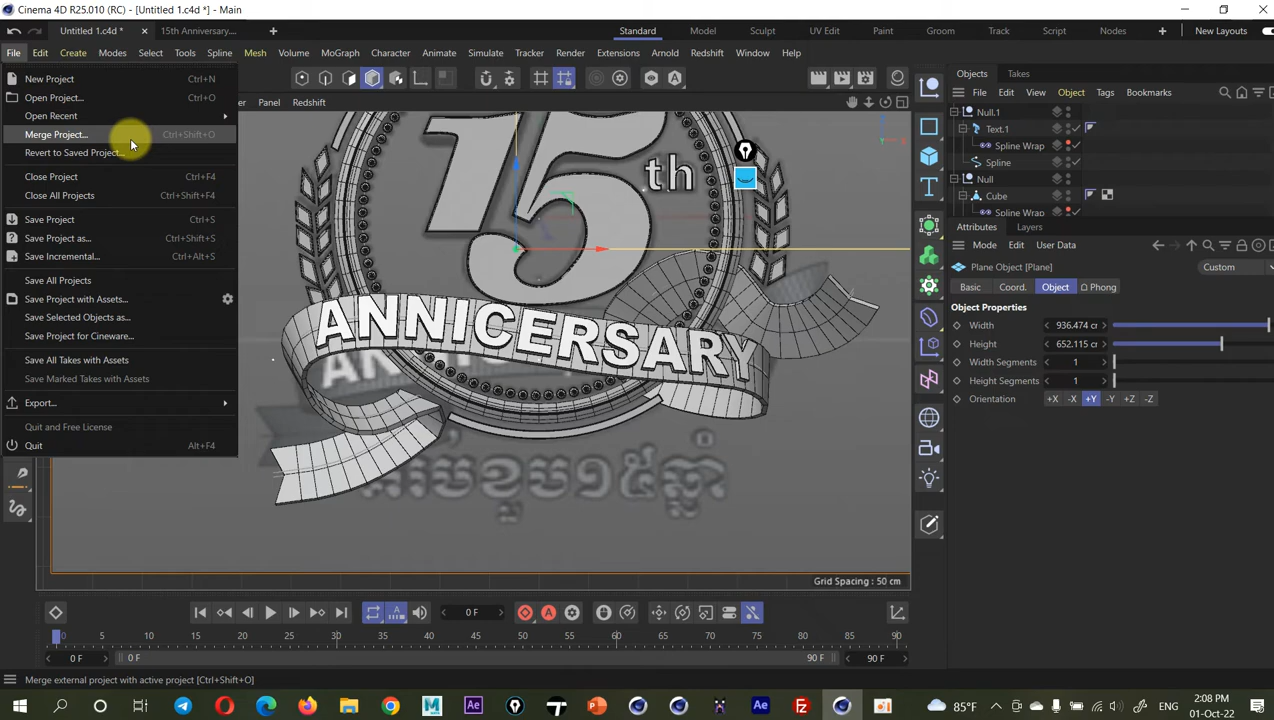 Cinema 4D R25.010 (RC) - [Untitled 1.c4d *] - Main
Untitled 1.c4d *
15th Anniversary....
Standard
Model
Sculpt
UV Edit
Paint
Groom
Track
Script
Nodes
New Layouts
File
Edit
Create
Modes
Select
Tools
Spline
Mesh
Volume
MoGraph
Character
Animate
Simulate
Tracker
Render
Extensions
Arnold
Redshift
Window
Help
New Project Ctrl+N
Open Project... Ctrl+O
Open Recent
Merge Project... Ctrl+Shift+O
Revert to Saved Project...
Close Project Ctrl+F4
Close All Projects Ctrl+Shift+F4
Save Project Ctrl+S
Save Project as... Ctrl+Shift+S
Save Incremental... Ctrl+Alt+S
Save All Projects
Save Project with Assets...
Save Selected Objects as...
Save Project for Cineware...
Save All Takes with Assets
Save Marked Takes with Assets
Export...
Quit and Free License
Quit Alt+F4
Panel
Redshift
15th
ANNICERSARY
Grid Spacing : 50 cm
Objects
Takes
File
Edit
View
Object
Tags
Bookmarks
Null.1
Text.1
Spline Wrap
Spline
Null
Cube
Spline Wrap
Attributes
Layers
Mode
Edit
User Data
Plane Object [Plane]
Custom
Basic
Coord.
Object
Phong
Object Properties
Width 936.474 cr
Height 652.115 cr
Width Segments 1
Height Segments 1
Orientation +X -X +Y -Y +Z -Z
0 F
0 5 10 15 20 25 30 35 40 45 50 55 60 65 70 75 80 85 90
0 F
0 F
90 F
90 F
Merge external project with active project [Ctrl+Shift+O]
85°F
ENG
2:08 PM
01-Oct-22